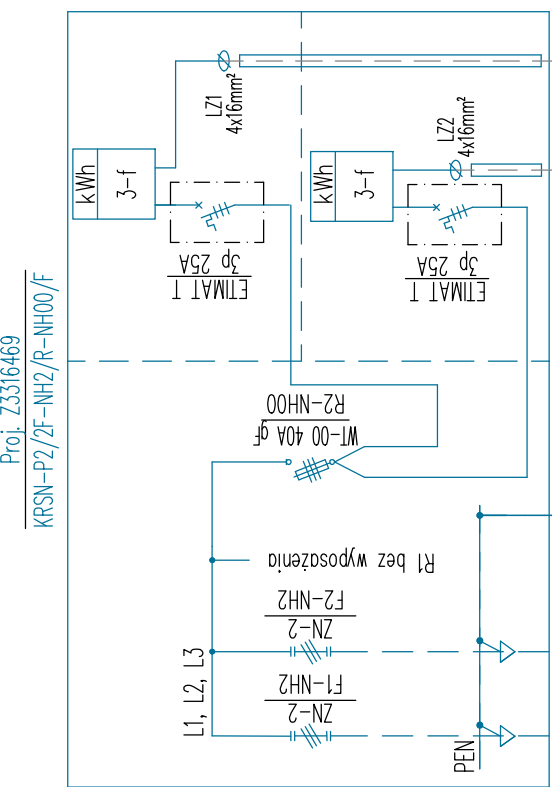 Proj. Z3316469
KRSN-P2/2F-NH2/R-NH00/F
kWh
3-f
LZ1
4x16mm²
ETIMAT T
3p 25A
kWh
3-f
LZ2
4x16mm²
ETIMAT T
3p 25A
R2-NH00
WT-00 40A gF
R1 bez wyposażenia
L1, L2, L3
F2-NH2
ZN-2
F1-NH2
ZN-2
PEN